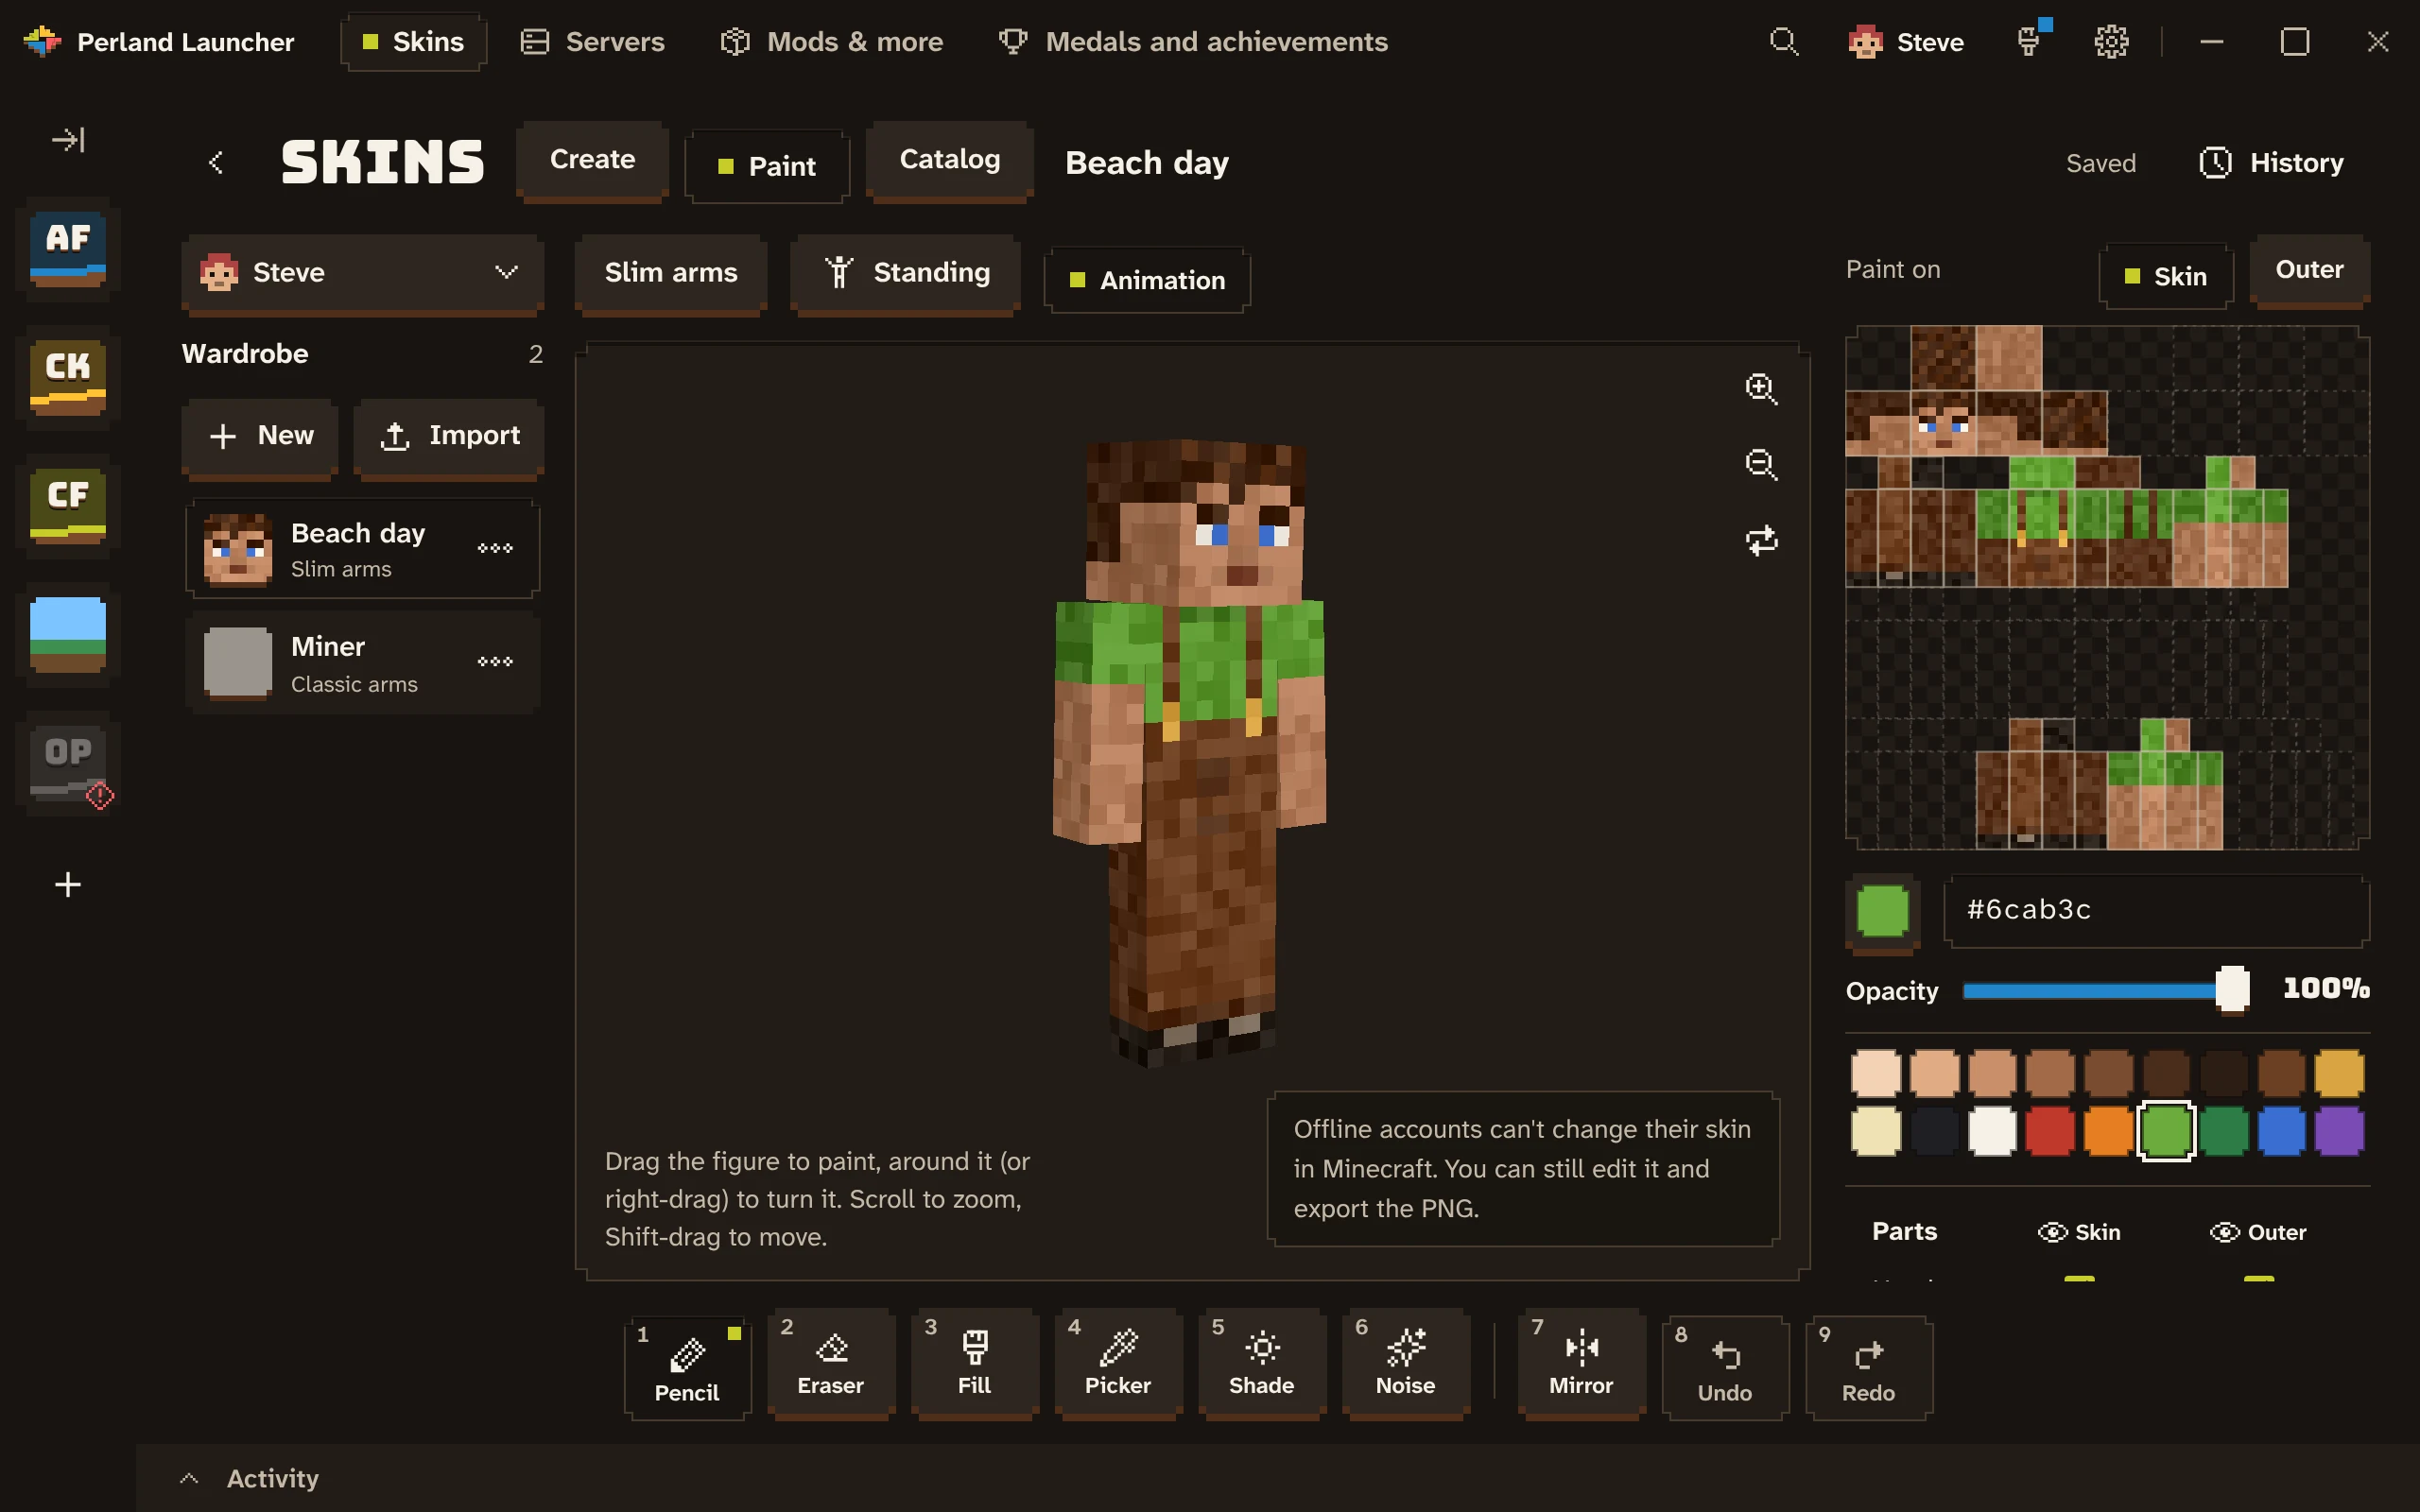 Perland Launcher
Skins
Servers
Mods & more
Medals and achievements
Steve
SKINS
Create
Paint
Catalog
Beach day
Saved
History
AF
CK
CF
OP
Steve
Slim arms
Standing
Animation
Paint on
Skin
Outer
Wardrobe
2
New
Import
Beach day
Slim arms
Miner
Classic arms
Drag the figure to paint, around it (or
right-drag) to turn it. Scroll to zoom,
Shift-drag to move.
Offline accounts can't change their skin
in Minecraft. You can still edit it and
export the PNG.
#6cab3c
Opacity
100%
Parts
Skin
Outer
1
Pencil
2
Eraser
3
Fill
4
Picker
5
Shade
6
Noise
7
Mirror
8
Undo
9
Redo
Activity